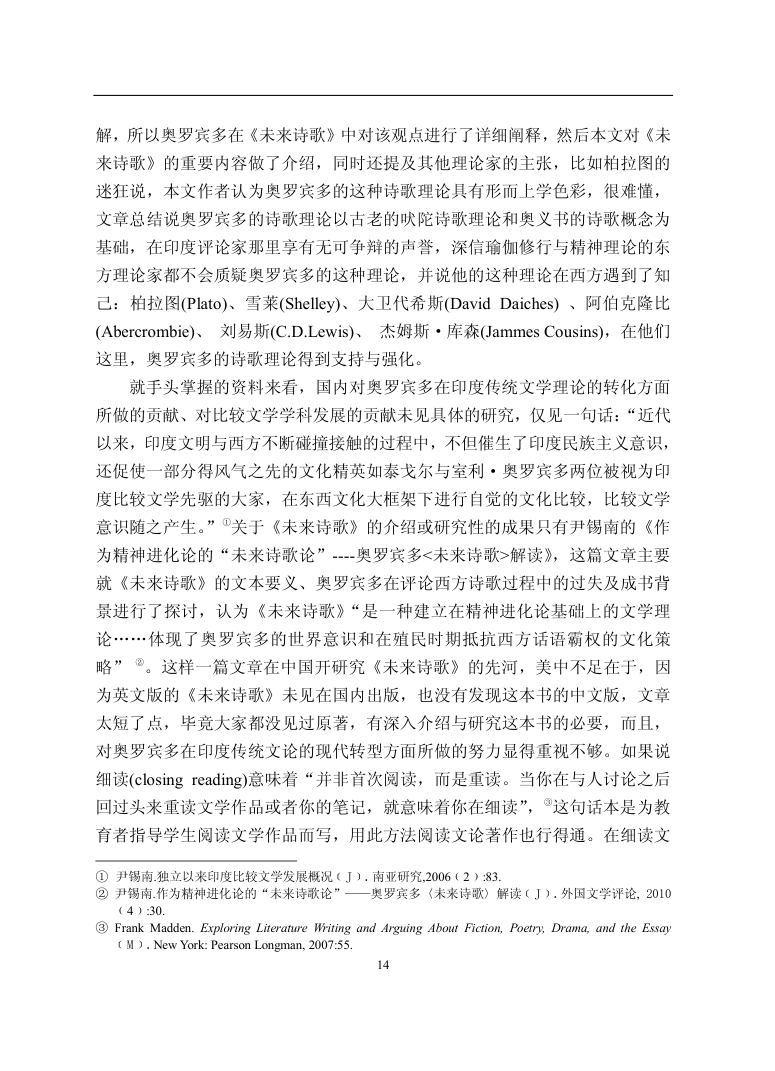 解，所以奥罗宾多在《未来诗歌》中对该观点进行了详细阐释，然后本文对《未
来诗歌》的重要内容做了介绍，同时还提及其他理论家的主张，比如柏拉图的
迷狂说，本文作者认为奥罗宾多的这种诗歌理论具有形而上学色彩，很难懂，
文章总结说奥罗宾多的诗歌理论以古老的吠陀诗歌理论和奥义书的诗歌概念为
基础，在印度评论家那里享有无可争辩的声誉，深信瑜伽修行与精神理论的东
方理论家都不会质疑奥罗宾多的这种理论，并说他的这种理论在西方遇到了知
己：柏拉图(Plato)、雪莱(Shelley)、大卫代希斯(David Daiches) 、阿伯克隆比
(Abercrombie)、 刘易斯(C.D.Lewis)、 杰姆斯·库森(Jammes Cousins)，在他们
这里，奥罗宾多的诗歌理论得到支持与强化。
就手头掌握的资料来看，国内对奥罗宾多在印度传统文学理论的转化方面
所做的贡献、对比较文学学科发展的贡献未见具体的研究，仅见一句话：“近代
以来，印度文明与西方不断碰撞接触的过程中，不但催生了印度民族主义意识，
还促使一部分得风气之先的文化精英如泰戈尔与室利·奥罗宾多两位被视为印
度比较文学先驱的大家，在东西文化大框架下进行自觉的文化比较，比较文学
意识随之产生。”①关于《未来诗歌》的介绍或研究性的成果只有尹锡南的《作
为精神进化论的“未来诗歌论”----奥罗宾多<未来诗歌>解读》，这篇文章主要
就《未来诗歌》的文本要义、奥罗宾多在评论西方诗歌过程中的过失及成书背
景进行了探讨，认为《未来诗歌》“是一种建立在精神进化论基础上的文学理
论……体现了奥罗宾多的世界意识和在殖民时期抵抗西方话语霸权的文化策
略” ②。这样一篇文章在中国开研究《未来诗歌》的先河，美中不足在于，因
为英文版的《未来诗歌》未见在国内出版，也没有发现这本书的中文版，文章
太短了点，毕竟大家都没见过原著，有深入介绍与研究这本书的必要，而且，
对奥罗宾多在印度传统文论的现代转型方面所做的努力显得重视不够。如果说
细读(closing reading)意味着“并非首次阅读，而是重读。当你在与人讨论之后
回过头来重读文学作品或者你的笔记，就意味着你在细读”，③这句话本是为教
育者指导学生阅读文学作品而写，用此方法阅读文论著作也行得通。在细读文
① 尹锡南.独立以来印度比较文学发展概况﹝J﹞. 南亚研究,2006﹝2﹞:83.
② 尹锡南.作为精神进化论的“未来诗歌论”——奥罗宾多〈未来诗歌〉解读﹝J﹞. 外国文学评论, 2010
﹝4﹞:30.
③ Frank Madden. Exploring Literature Writing and Arguing About Fiction, Poetry, Drama, and the Essay
﹝M﹞. New York: Pearson Longman, 2007:55.
14